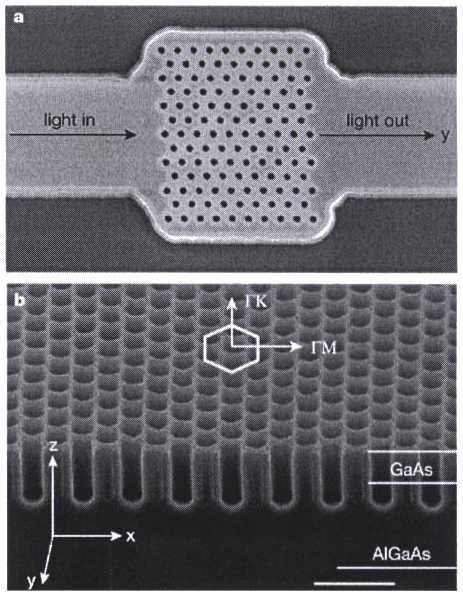 a
light in
light out
y
b
ΓK
ΓM
z
GaAs
x
AlGaAs
y